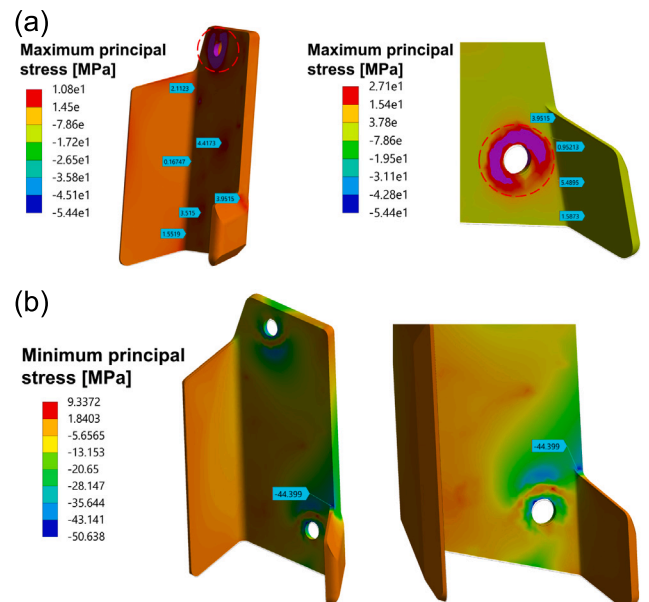 (a)
Maximum principal
stress [MPa]
1.08e1
1.45e
-7.86e
-1.72e1
-2.65e1
-3.58e1
-4.51e1
-5.44e1
2.1123
4.4173
0.16747
3.9515
3.515
1.5519
Maximum principal
stress [MPa]
2.71e1
1.54e1
3.78e
-7.86e
-1.95e1
-3.11e1
-4.28e1
-5.44e1
3.9515
0.95213
3.4895
1.5873
(b)
Minimum principal
stress [MPa]
9.3372
1.8403
-5.6565
-13.153
-20.65
-28.147
-35.644
-43.141
-50.638
-44.399
-44.399